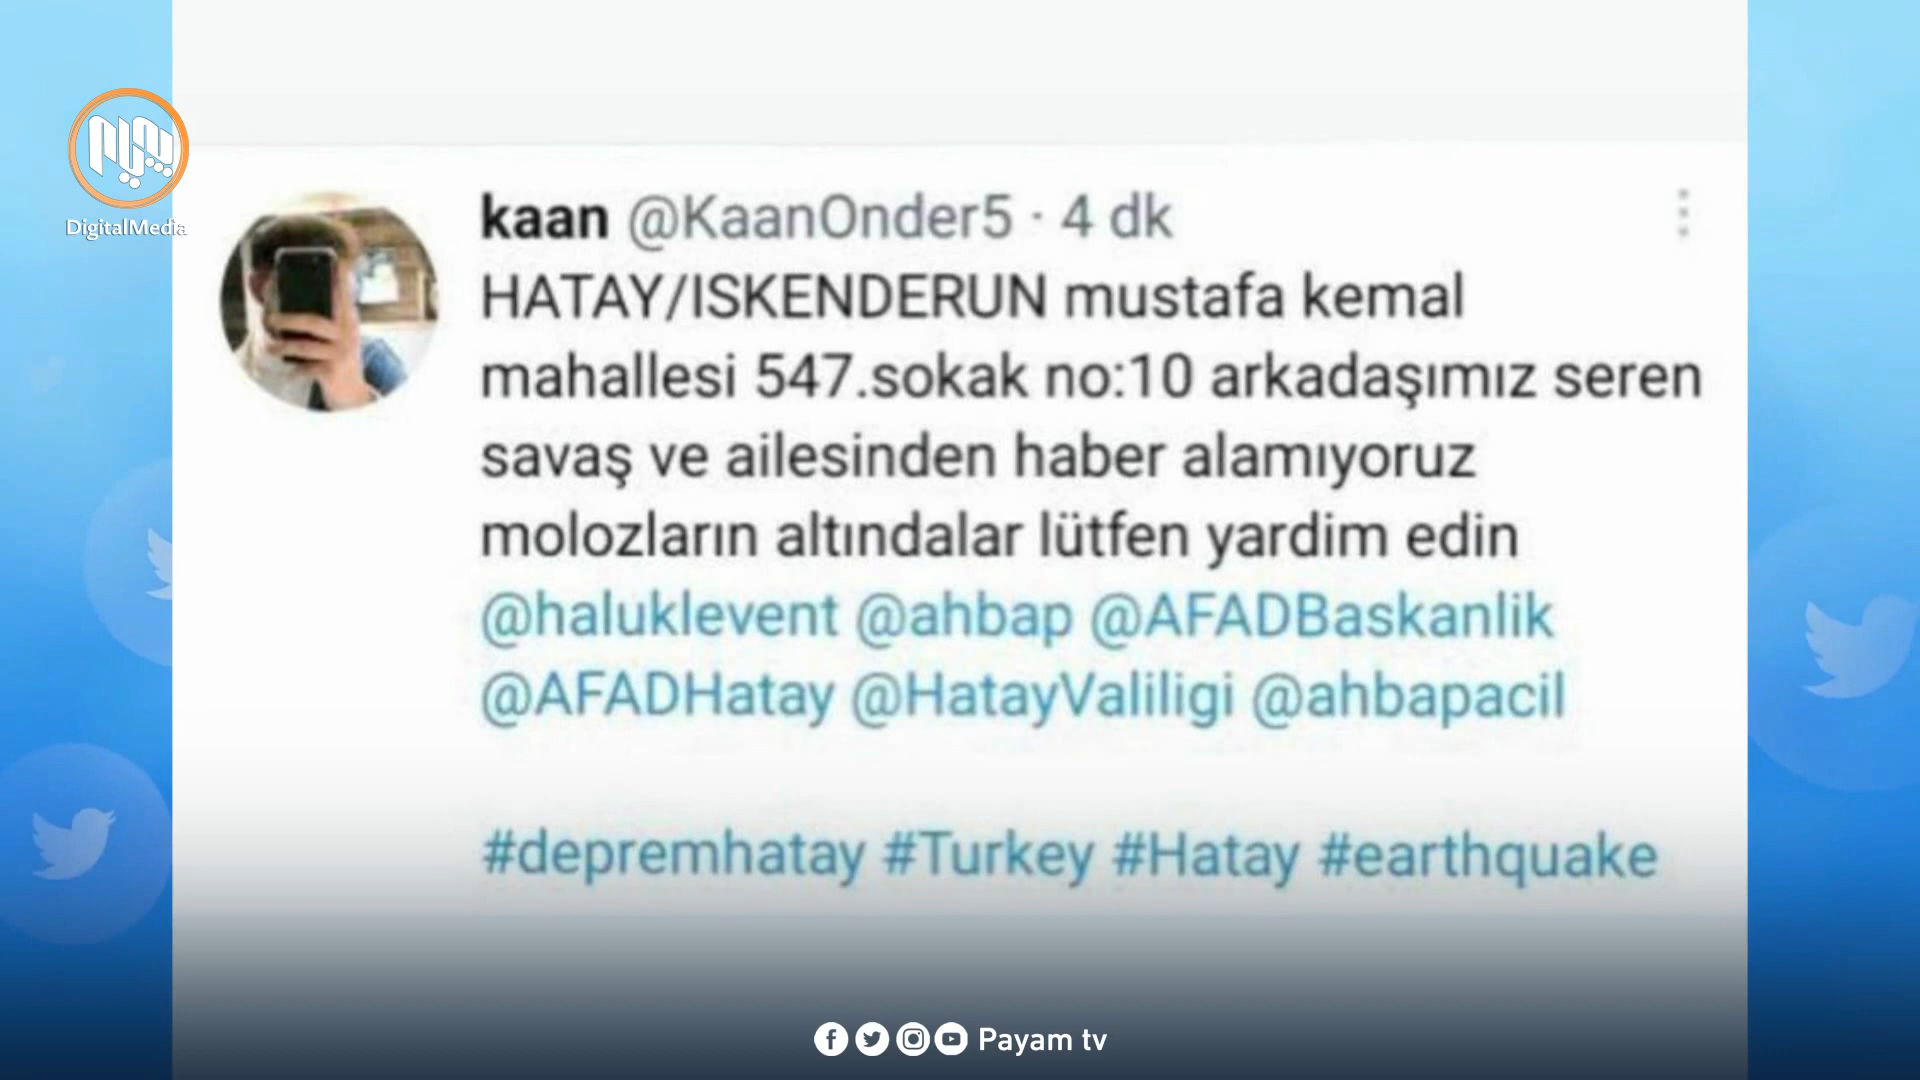 پیام
DigitalMedia
kaan @KaanOnder5 · 4 dk
HATAY/ISKENDERUN mustafa kemal
mahallesi 547.sokak no:10 arkadaşımız seren
savaş ve ailesinden haber alamıyoruz
molozların altındalar lütfen yardim edin
@haluklevent @ahbap @AFADBaskanlik
@AFADHatay @HatayValiligi @ahbapacil
#depremhatay #Turkey #Hatay #earthquake
Payam tv